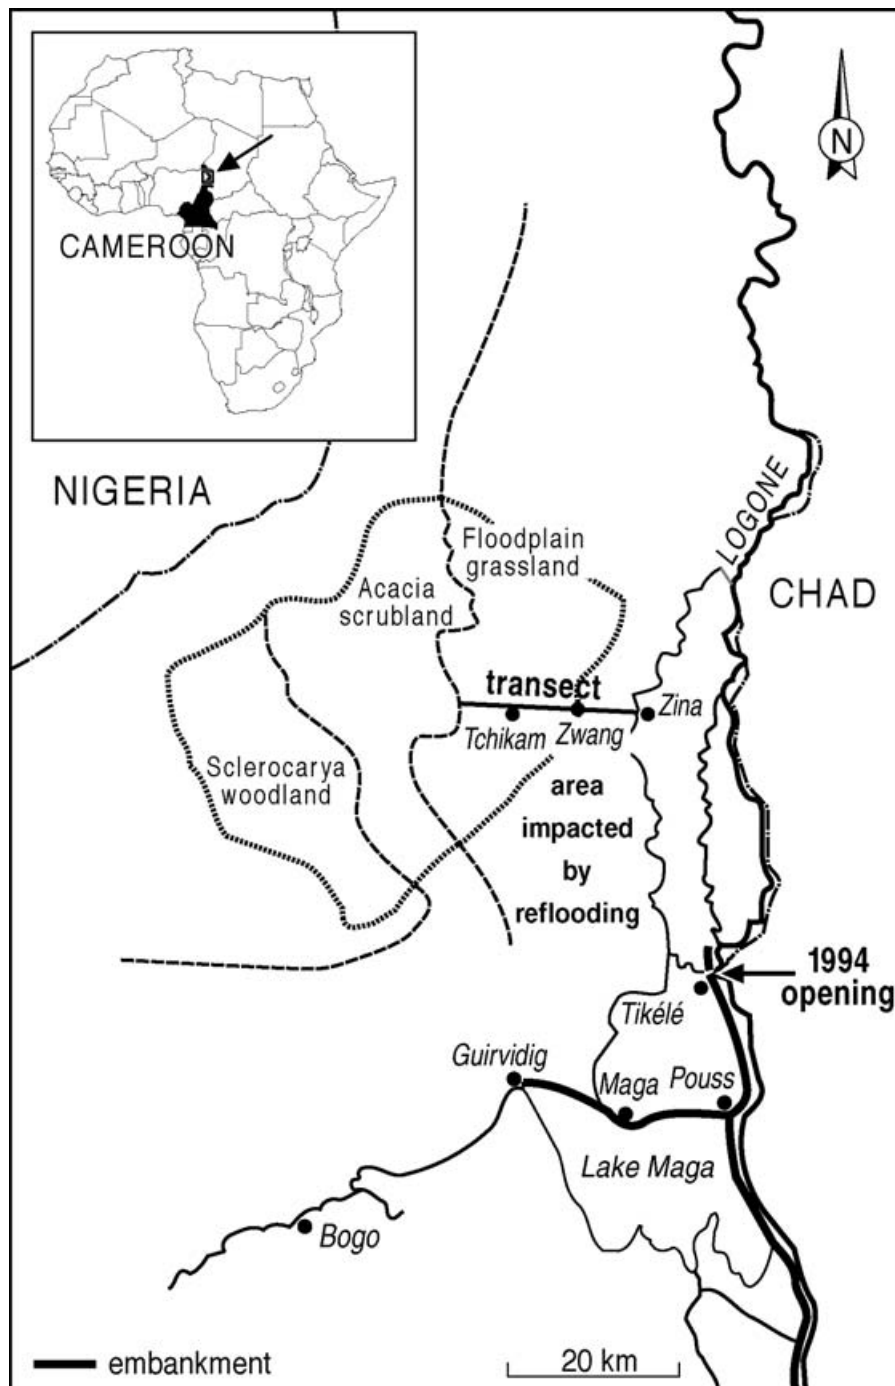 N
CAMEROON
NIGERIA
LOGONE
Floodplain
grassland
Acacia
scrubland
CHAD
transect
Zina
Tchikam
Zwang
Sclerocarya
woodland
area
impacted
by
reflooding
1994
opening
Tikélé
Guirvidig
Maga
Pouss
Lake Maga
Bogo
embankment
20 km